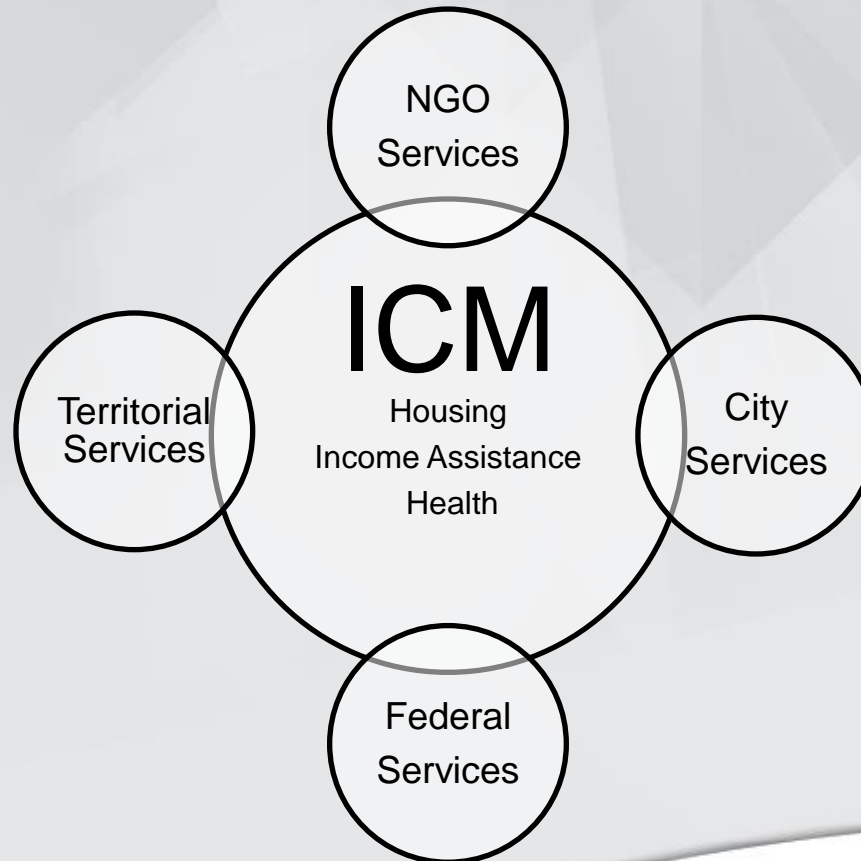 NGO
Services
ICM
Housing
Income Assistance
Health
Territorial
Services
City
Services
Federal
Services